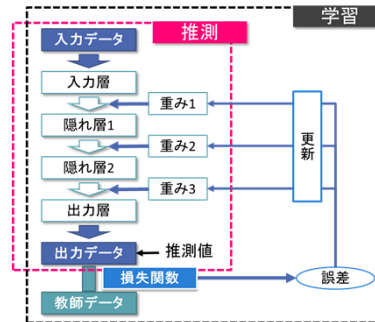 学習
推測
入力データ
入力層
重み1
隠れ層1
重み2
更新
隠れ層2
重み3
出力層
出力データ
推測値
損失関数
誤差
教師データ